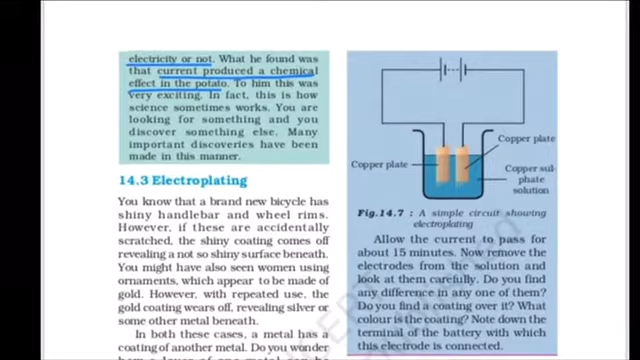 electricity or not. What he found was
that current produced a chemical
effect in the potato. To him this was
very exciting. In fact, this is how
science sometimes works. You are
looking for something and you
discover something else. Many
important discoveries have been
made in this manner.
14.3 Electroplating
You know that a brand new bicycle has
shiny handlebar and wheel rims.
However, if these are accidentally
scratched, the shiny coating comes off
revealing a not so shiny surface beneath.
You might have also seen women using
ornaments, which appear to be made of
gold. However, with repeated use, the
gold coating wears off, revealing silver or
some other metal beneath.
In both these cases, a metal has a
coating of another metal. Do you wonder
Copper plate
Copper plate
Copper sul-
phate
solution
Fig.14.7 : A simple circuit showing
electroplating
Allow the current to pass for
about 15 minutes. Now remove the
electrodes from the solution and
look at them carefully. Do you find
any difference in any one of them?
Do you find a coating over it? What
colour is the coating? Note down the
terminal of the battery with which
this electrode is connected.